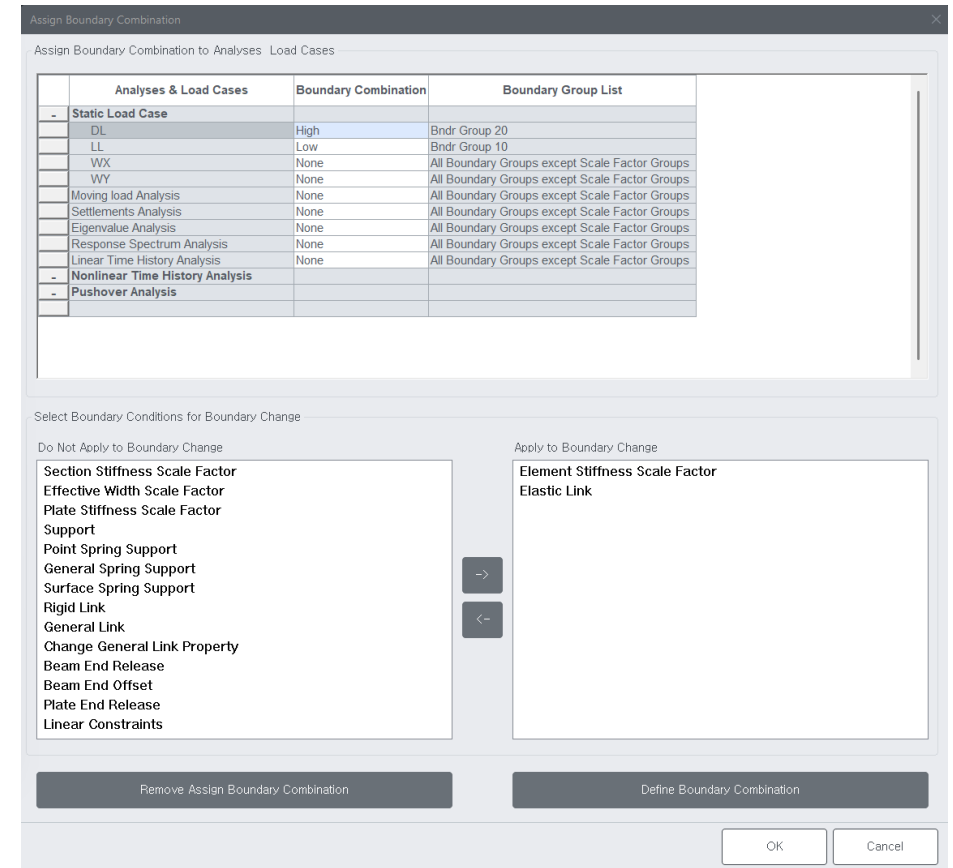 Assign Boundary Combination
Assign Boundary Combination to Analyses Load Cases
Analyses & Load Cases Boundary Combination Boundary Group List
- Static Load Case
DL High Bndr Group 20
LL Low Bndr Group 10
WX None All Boundary Groups except Scale Factor Groups
WY None All Boundary Groups except Scale Factor Groups
Moving load Analysis None All Boundary Groups except Scale Factor Groups
Settlements Analysis None All Boundary Groups except Scale Factor Groups
Eigenvalue Analysis None All Boundary Groups except Scale Factor Groups
Response Spectrum Analysis None All Boundary Groups except Scale Factor Groups
Linear Time History Analysis None All Boundary Groups except Scale Factor Groups
- Nonlinear Time History Analysis
- Pushover Analysis
Select Boundary Conditions for Boundary Change
Do Not Apply to Boundary Change
Section Stiffness Scale Factor
Effective Width Scale Factor
Plate Stiffness Scale Factor
Support
Point Spring Support
General Spring Support
Surface Spring Support
Rigid Link
General Link
Change General Link Property
Beam End Release
Beam End Offset
Plate End Release
Linear Constraints
->
<-
Apply to Boundary Change
Element Stiffness Scale Factor
Elastic Link
Remove Assign Boundary Combination
Define Boundary Combination
OK
Cancel